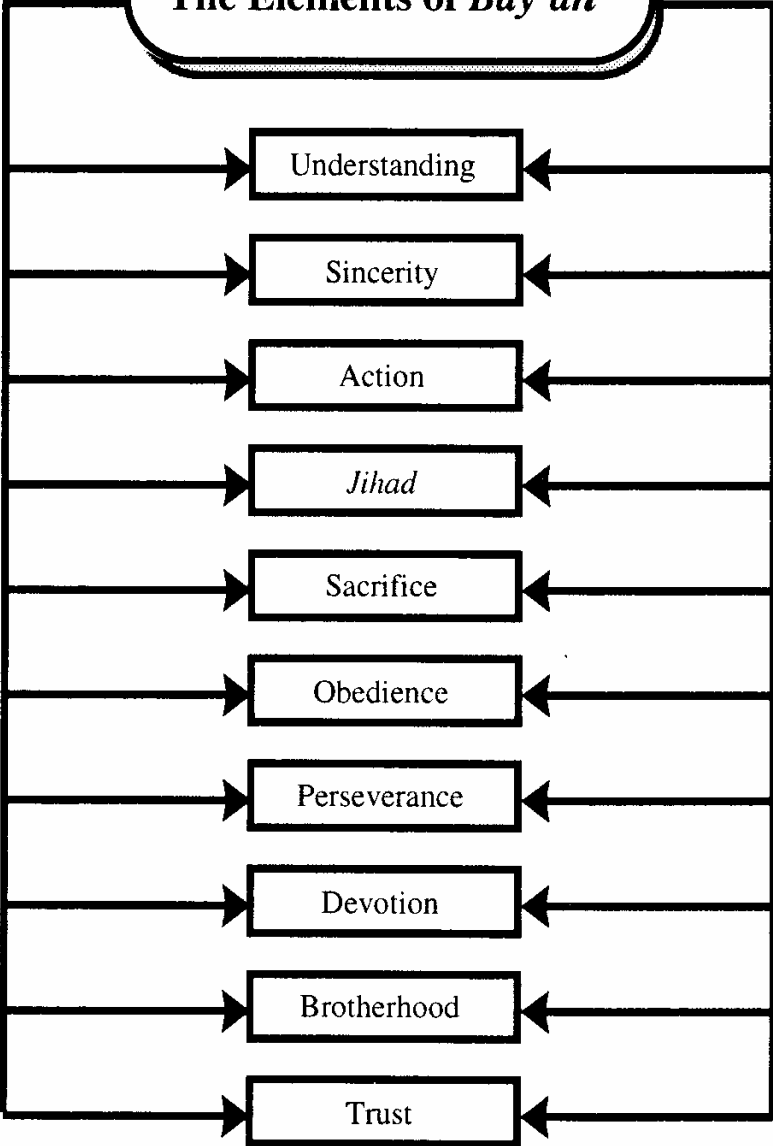 The Elements of Bay'ah
Understanding
Sincerity
Action
Jihad
Sacrifice
Obedience
Perseverance
Devotion
Brotherhood
Trust